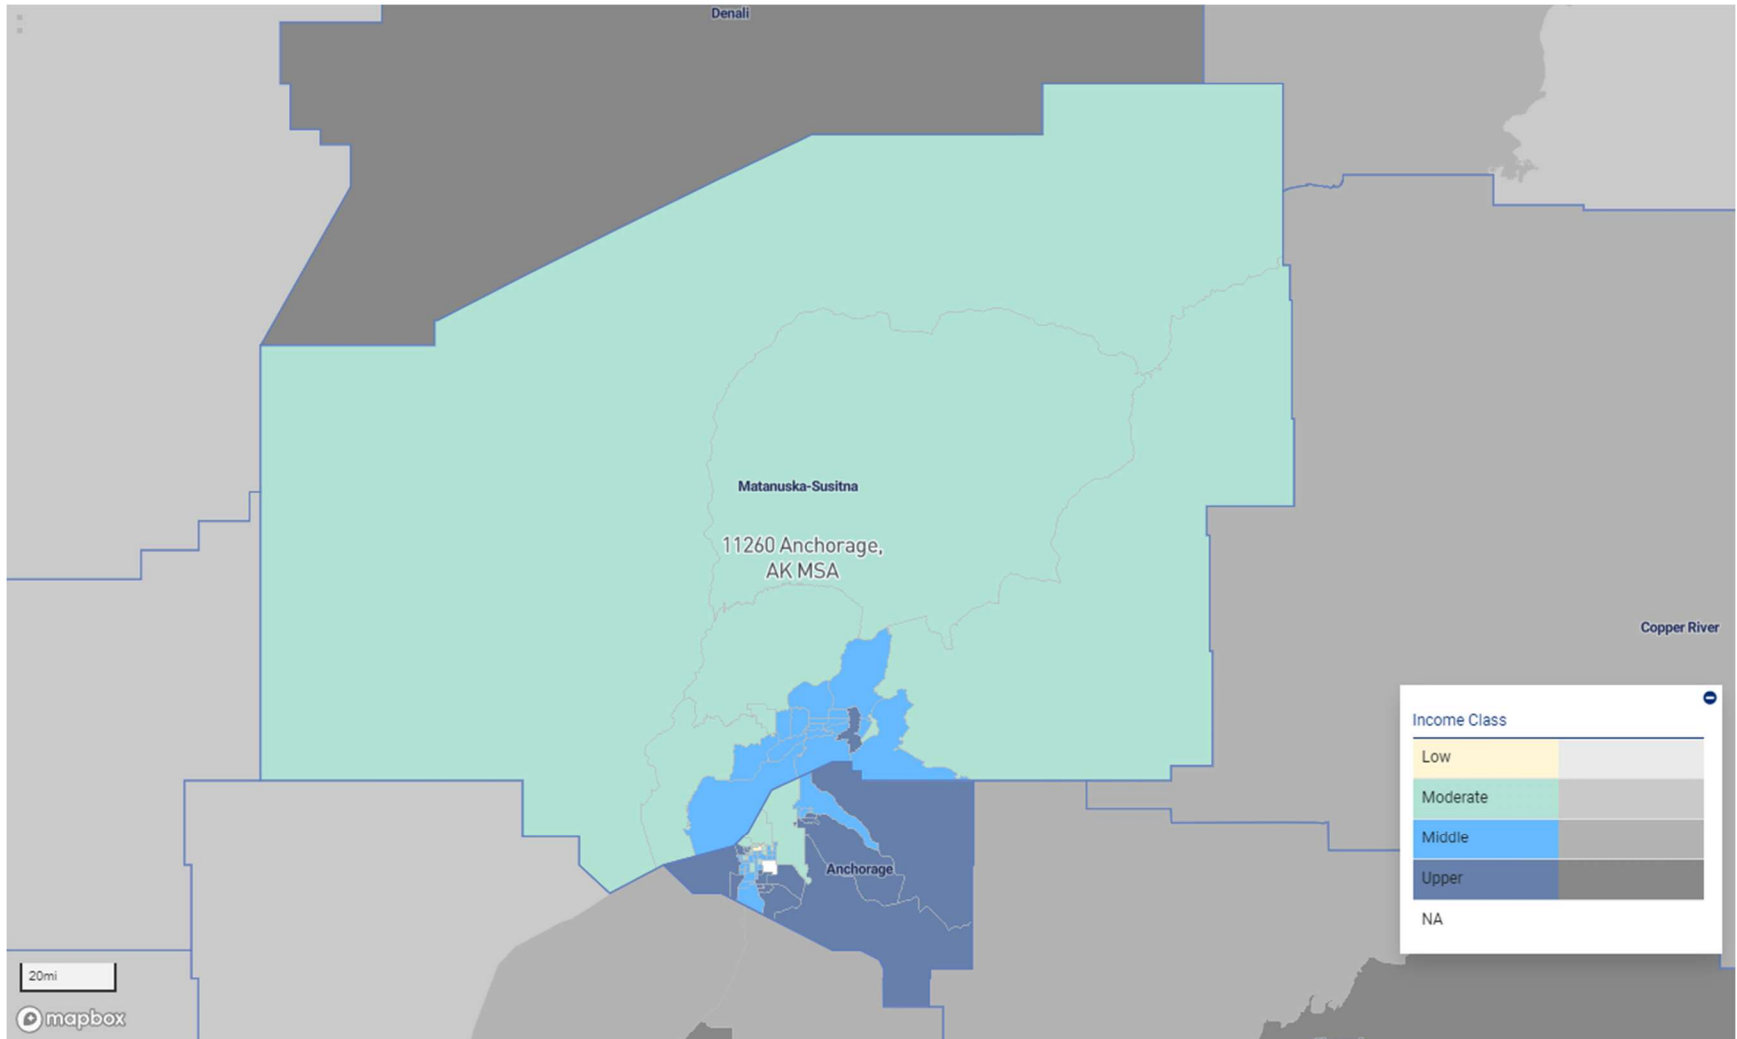 Denali
Matanuska-Susitna
11260 Anchorage,
AK MSA
Copper River
Anchorage
Income Class
Low
Moderate
Middle
Upper
NA
20mi
mapbox